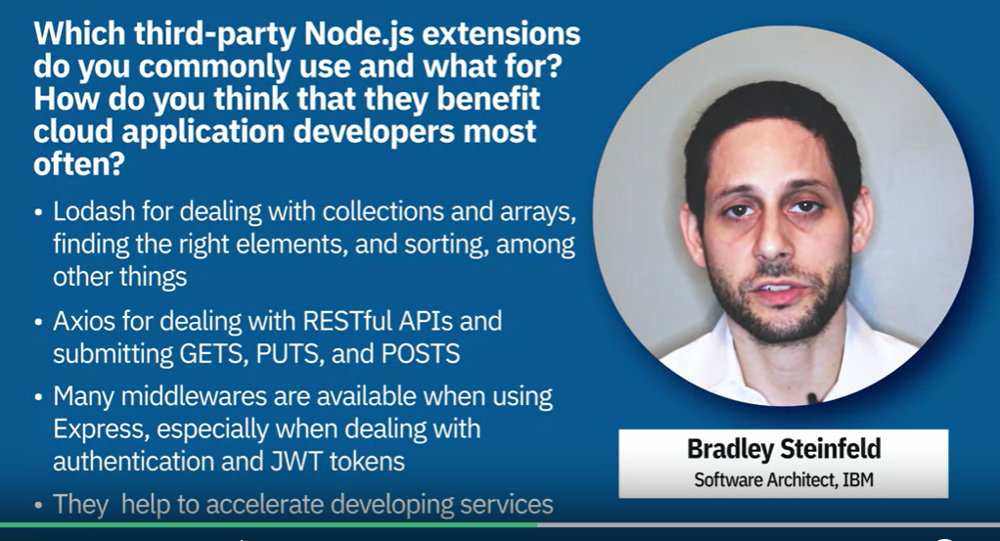 Which third-party Node.js extensions
do you commonly use and what for?
How do you think that they benefit
cloud application developers most
often?
• Lodash for dealing with collections and arrays,
finding the right elements, and sorting, among
other things
• Axios for dealing with RESTful APIs and
submitting GETS, PUTS, and POSTS
• Many middlewares are available when using
Express, especially when dealing with
authentication and JWT tokens
• They help to accelerate developing services
Bradley Steinfeld
Software Architect, IBM